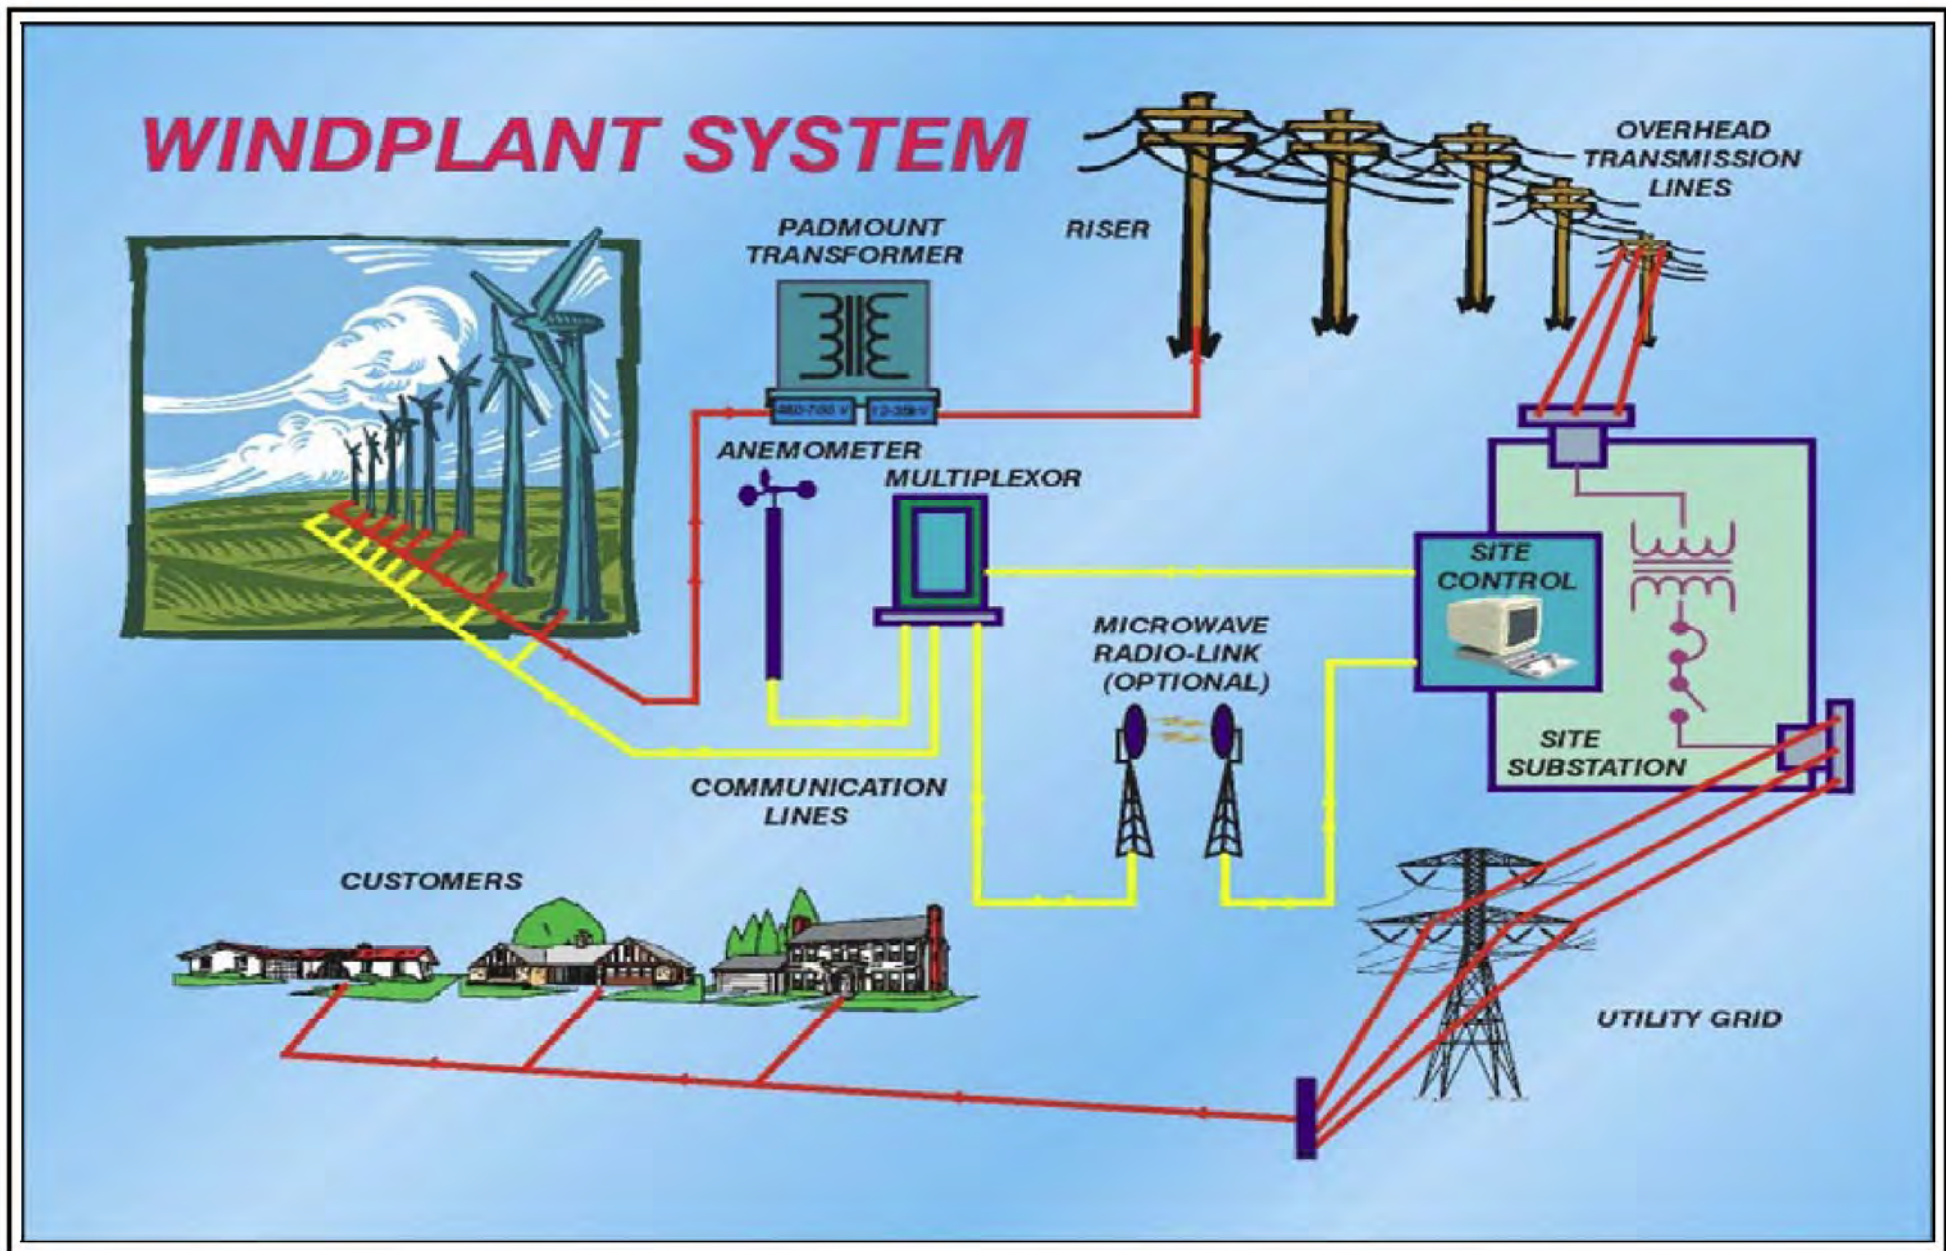 WINDPLANT SYSTEM
OVERHEAD
TRANSMISSION
LINES
PADMOUNT
TRANSFORMER
RISER
ANEMOMETER
MULTIPLEXOR
SITE
CONTROL
MICROWAVE
RADIO-LINK
(OPTIONAL)
SITE
SUBSTATION
COMMUNICATION
LINES
CUSTOMERS
UTILITY GRID